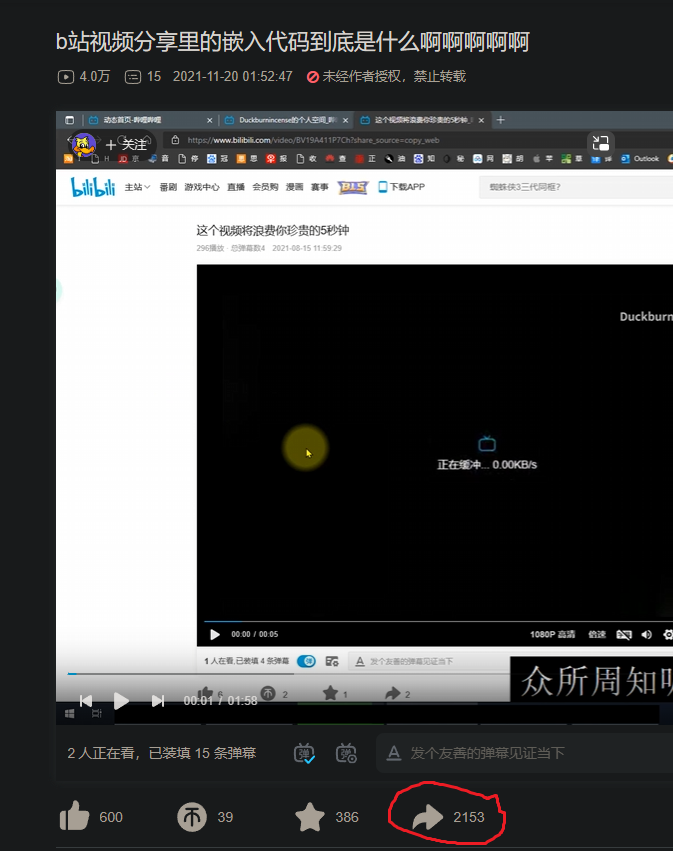 b站视频分享里的嵌入代码到底是什么啊啊啊啊啊
4.0万 15 2021-11-20 01:52:47 未经作者授权，禁止转载
动态首页-哔哩哔哩 × Duckburnincense的个人空间_哔 × 这个视频将浪费你珍贵的5秒钟_ ×
+ 关注 https://www.bilibili.com/video/BV19A411P7Ch?share_source=copy_web
Outlook
bilibili 主站 番剧 游戏中心 直播 会员购 漫画 赛事 BLS 下载APP 蜘蛛侠3三代同框?
这个视频将浪费你珍贵的5秒钟
296播放 · 总弹幕数4 2021-08-15 11:59:29
Duckburn
正在缓冲... 0.00KB/s
00:00 / 00:05 1080P 高清 倍速
1 人在看,已装填 4 条弹幕 弹 发个友善的弹幕见证当下
6 2 1 2
众所周知
00:01 / 01:58
2 人正在看，已装填 15 条弹幕 弹 弹 A 发个友善的弹幕见证当下
600 39 386 2153